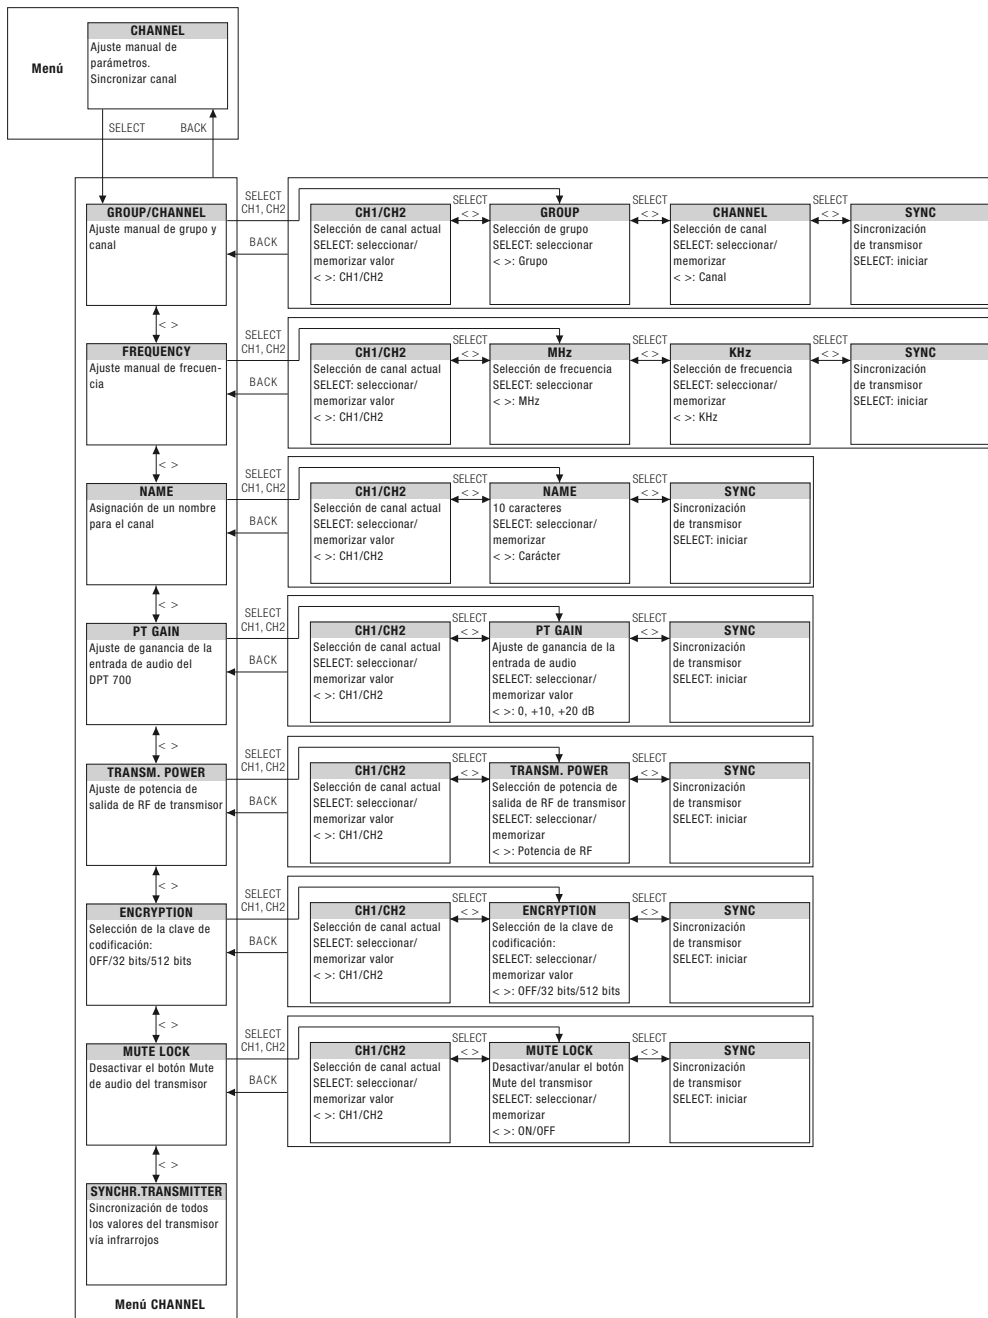 CHANNEL
Ajuste manual de
parámetros.
Sincronizar canal
Menú
SELECT
BACK
GROUP/CHANNEL
Ajuste manual de grupo y
canal
SELECT
CH1, CH2
BACK
CH1/CH2
Selección de canal actual
SELECT: seleccionar/
memorizar valor
< >: CH1/CH2
SELECT
< >
GROUP
Selección de grupo
SELECT: seleccionar
< >: Grupo
SELECT
< >
CHANNEL
Selección de canal
SELECT: seleccionar/
memorizar
< >: Canal
SELECT
< >
SYNC
Sincronización
de transmisor
SELECT: iniciar
< >
FREQUENCY
Ajuste manual de frecuen-
cia
SELECT
CH1, CH2
BACK
CH1/CH2
Selección de canal actual
SELECT: seleccionar/
memorizar valor
< >: CH1/CH2
SELECT
< >
MHz
Selección de frecuencia
SELECT: seleccionar
< >: MHz
SELECT
< >
KHz
Selección de frecuencia
SELECT: seleccionar/
memorizar
< >: KHz
SELECT
< >
SYNC
Sincronización
de transmisor
SELECT: iniciar
< >
NAME
Asignación de un nombre
para el canal
SELECT
CH1, CH2
BACK
CH1/CH2
Selección de canal actual
SELECT: seleccionar/
memorizar valor
< >: CH1/CH2
SELECT
< >
NAME
10 caracteres
SELECT: seleccionar/
memorizar
< >: Carácter
SELECT
< >
SYNC
Sincronización
de transmisor
SELECT: iniciar
< >
PT GAIN
Ajuste de ganancia de la
entrada de audio del
DPT 700
SELECT
CH1, CH2
BACK
CH1/CH2
Selección de canal actual
SELECT: seleccionar/
memorizar valor
< >: CH1/CH2
SELECT
< >
PT GAIN
Ajuste de ganancia de la
entrada de audio
SELECT: seleccionar/
memorizar valor
< >: 0, +10, +20 dB
SELECT
< >
SYNC
Sincronización
de transmisor
SELECT: iniciar
< >
TRANSM. POWER
Ajuste de potencia de
salida de RF de transmisor
SELECT
CH1, CH2
BACK
CH1/CH2
Selección de canal actual
SELECT: seleccionar/
memorizar valor
< >: CH1/CH2
SELECT
< >
TRANSM. POWER
Selección de potencia de
salida de RF de transmisor
SELECT: seleccionar/
memorizar
< >: Potencia de RF
SELECT
< >
SYNC
Sincronización
de transmisor
SELECT: iniciar
< >
ENCRYPTION
Selección de la clave de
codificación:
OFF/32 bits/512 bits
SELECT
CH1, CH2
BACK
CH1/CH2
Selección de canal actual
SELECT: seleccionar/
memorizar valor
< >: CH1/CH2
SELECT
< >
ENCRYPTION
Selección de la clave de
codificación:
SELECT: seleccionar/
memorizar valor
< >: OFF/32 bits/512 bits
SELECT
< >
SYNC
Sincronización
de transmisor
SELECT: iniciar
< >
MUTE LOCK
Desactivar el botón Mute
de audio del transmisor
SELECT
CH1, CH2
BACK
CH1/CH2
Selección de canal actual
SELECT: seleccionar/
memorizar valor
< >: CH1/CH2
SELECT
< >
MUTE LOCK
Desactivar/anular el botón
Mute del transmisor
SELECT: seleccionar/
memorizar
< >: ON/OFF
SELECT
< >
SYNC
Sincronización
de transmisor
SELECT: iniciar
< >
SYNCHR.TRANSMITTER
Sincronización de todos
los valores del transmisor
vía infrarrojos
Menú CHANNEL